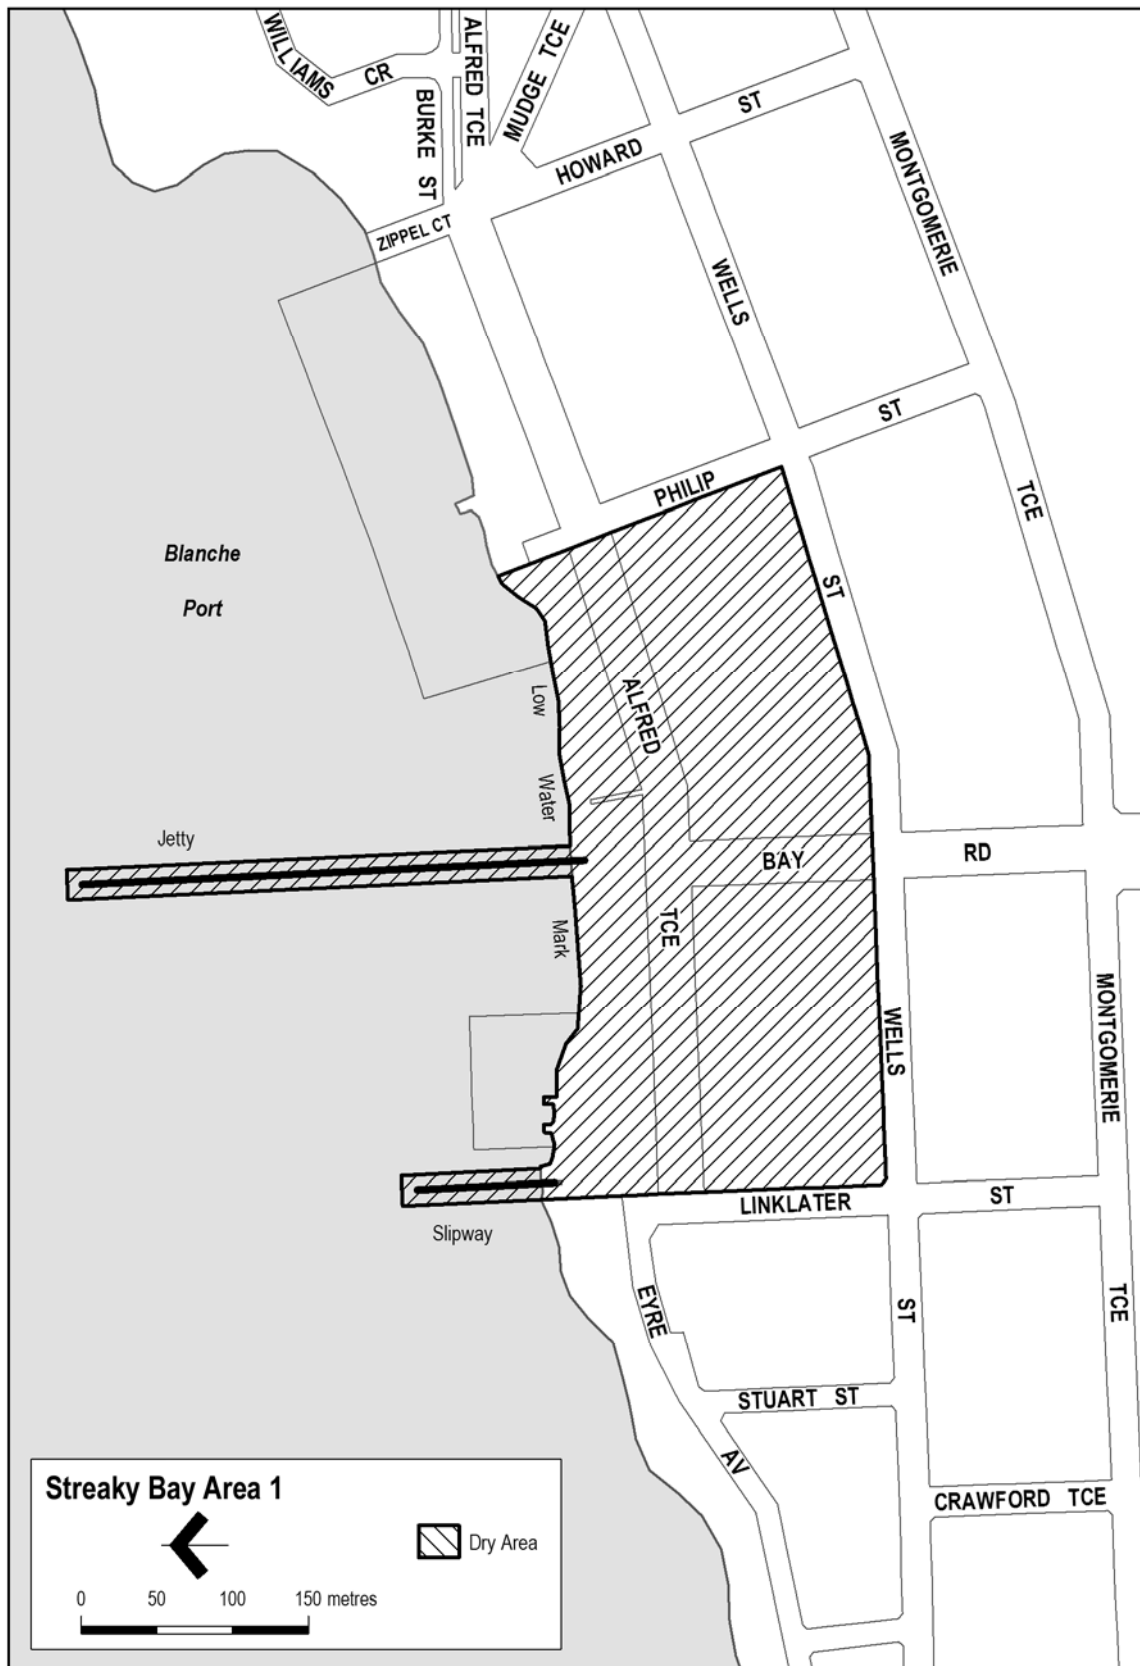 WILLIAMS
CR
ALFRED TCE
MUDGE TCE
BURKE ST
ZIPPEL CT
HOWARD
ST
MONTGOMERIE
WELLS
ST
PHILIP
TCE
ST
Blanche
Port
ALFRED
Low
Water
Jetty
BAY
RD
TCE
Mark
WELLS
MONTGOMERIE
LINKLATER
ST
Slipway
EYRE
ST
TCE
STUART ST
AV
CRAWFORD TCE
Streaky Bay Area 1
Dry Area
0 50 100 150 metres